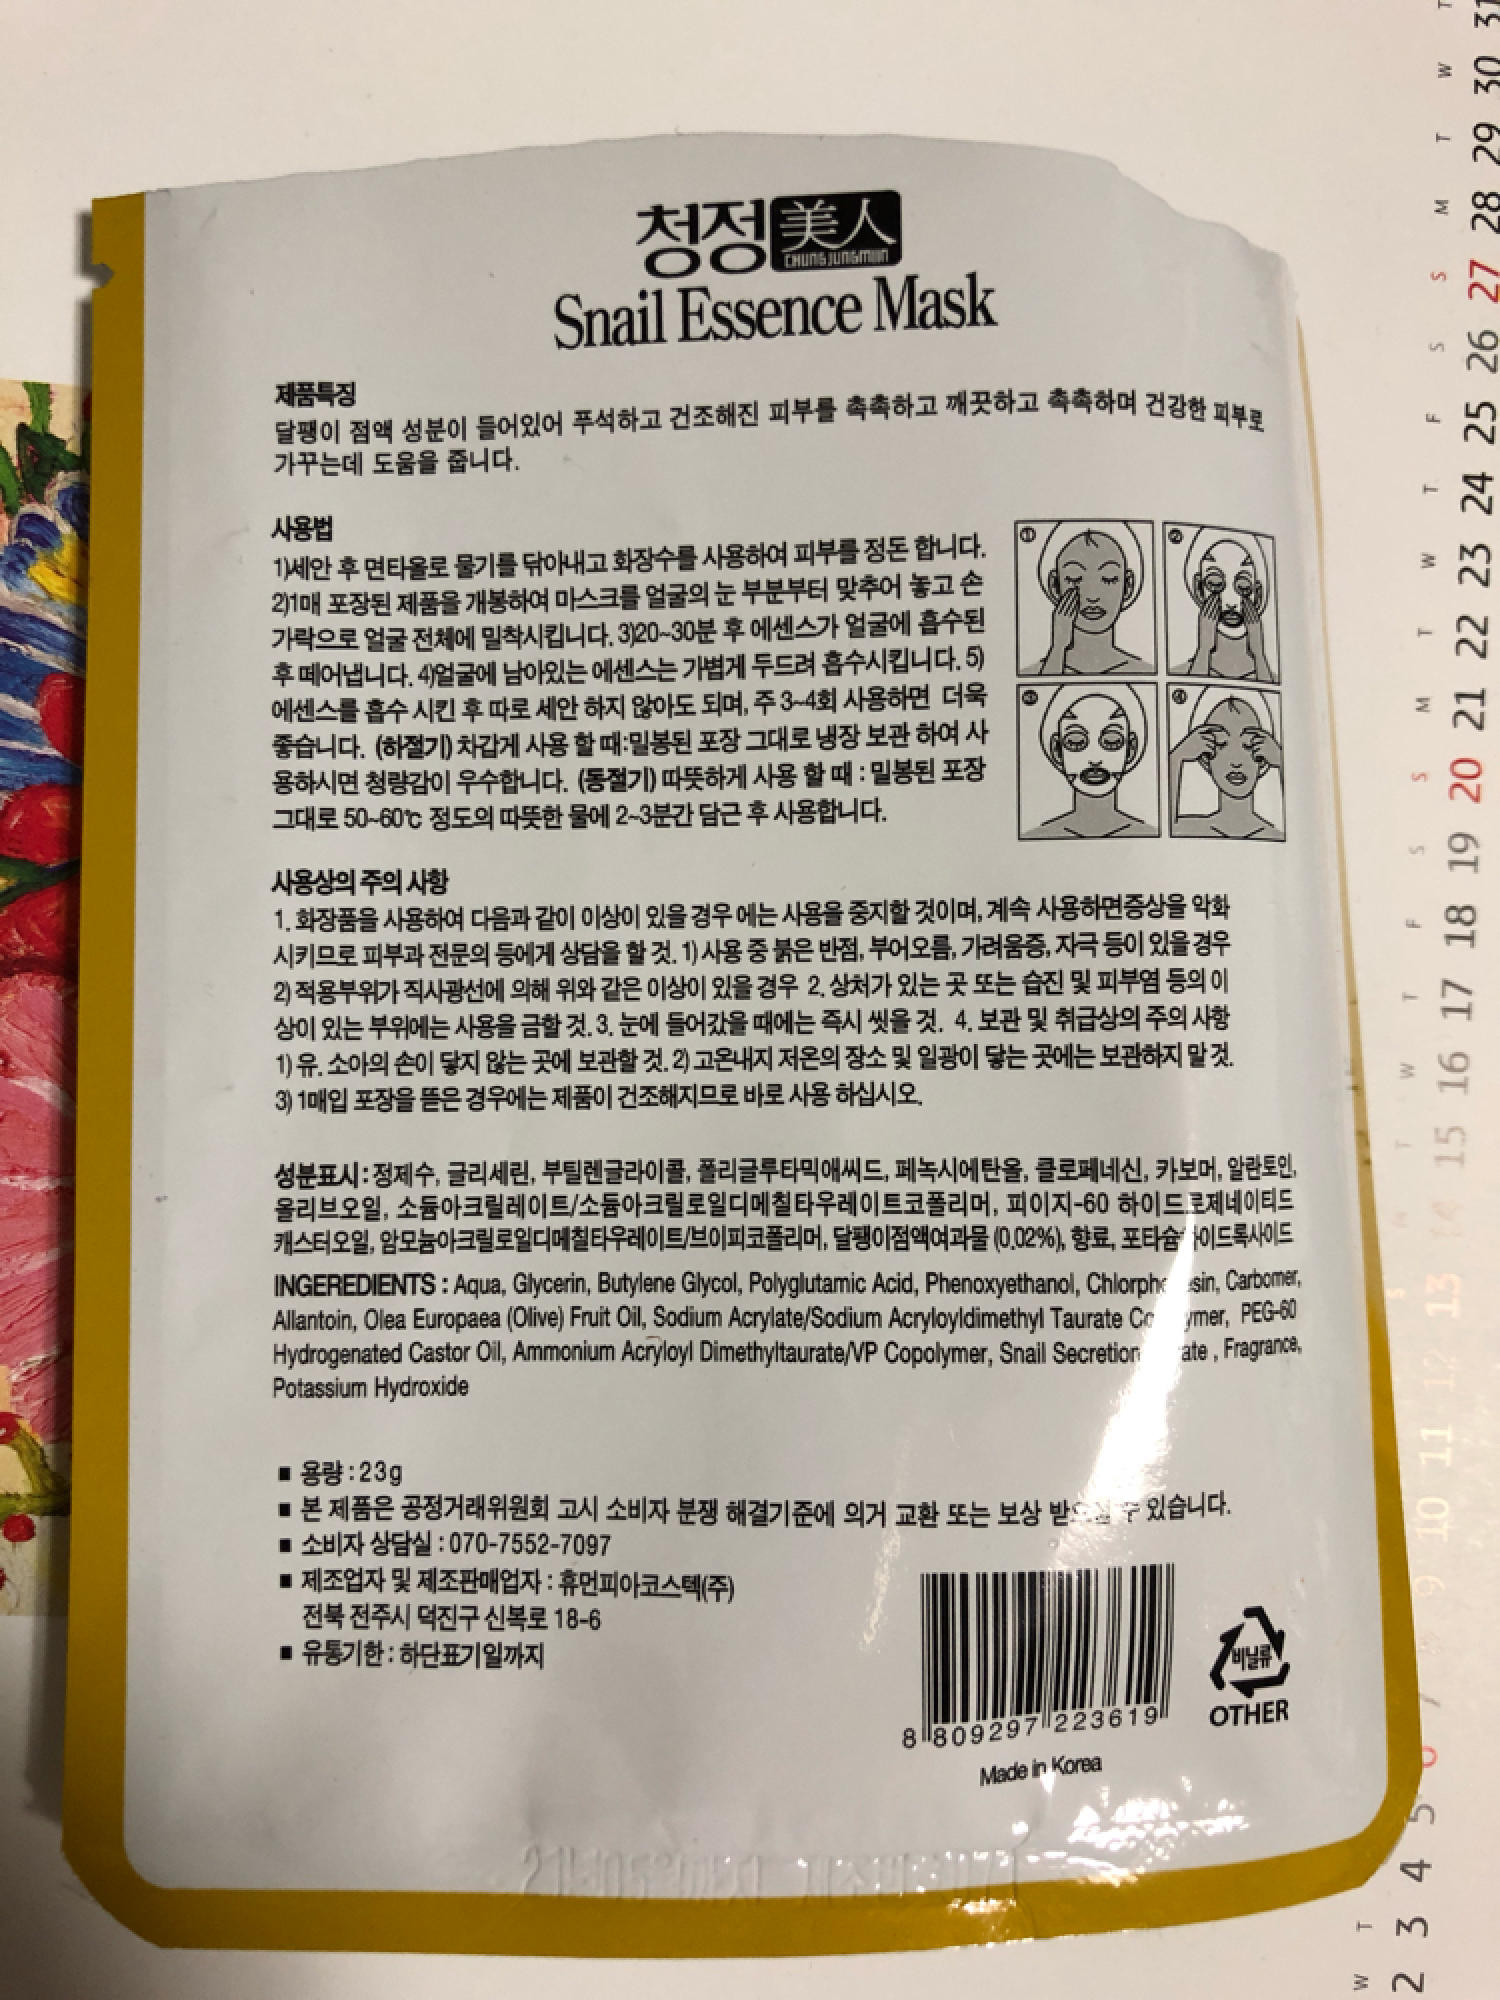 청정美人
CHUNGJUNGMIIN
Snail Essence Mask
제품특징
달팽이 점액 성분이 들어있어 푸석하고 건조해진 피부를 촉촉하고 깨끗하고 촉촉하며 건강한 피부로
가꾸는데 도움을 줍니다.
사용법
1)세안 후 면타올로 물기를 닦아내고 화장수를 사용하여 피부를 정돈 합니다.
2)1매 포장된 제품을 개봉하여 마스크를 얼굴의 눈 부분부터 맞추어 놓고 손
가락으로 얼굴 전체에 밀착시킵니다. 3)20~30분 후 에센스가 얼굴에 흡수된
후 떼어냅니다. 4)얼굴에 남아있는 에센스는 가볍게 두드려 흡수시킵니다. 5)
에센스를 흡수 시킨 후 따로 세안 하지 않아도 되며, 주 3~4회 사용하면 더욱
좋습니다. (하절기) 차갑게 사용 할 때:밀봉된 포장 그대로 냉장 보관 하여 사
용하시면 청량감이 우수합니다. (동절기) 따뜻하게 사용 할 때 : 밀봉된 포장
그대로 50~60℃ 정도의 따뜻한 물에 2~3분간 담근 후 사용합니다.
① ②
③ ④
사용상의 주의 사항
1. 화장품을 사용하여 다음과 같이 이상이 있을 경우 에는 사용을 중지할 것이며, 계속 사용하면증상을 악화
시키므로 피부과 전문의 등에게 상담을 할 것. 1) 사용 중 붉은 반점, 부어오름, 가려움증, 자극 등이 있을 경우
2) 적용부위가 직사광선에 의해 위와 같은 이상이 있을 경우 2. 상처가 있는 곳 또는 습진 및 피부염 등의 이
상이 있는 부위에는 사용을 금할 것. 3. 눈에 들어갔을 때에는 즉시 씻을 것. 4. 보관 및 취급상의 주의 사항
1) 유. 소아의 손이 닿지 않는 곳에 보관할 것. 2) 고온내지 저온의 장소 및 일광이 닿는 곳에는 보관하지 말 것.
3) 1매입 포장을 뜯은 경우에는 제품이 건조해지므로 바로 사용 하십시오.
성분표시 : 정제수, 글리세린, 부틸렌글라이콜, 폴리글루타믹애씨드, 페녹시에탄올, 클로페네신, 카보머, 알란토인,
올리브오일, 소듐아크릴레이트/소듐아크릴로일디메칠타우레이트코폴리머, 피이지-60 하이드로제네이티드
캐스터오일, 암모늄아크릴로일디메칠타우레이트/브이피코폴리머, 달팽이점액여과물 (0.02%), 향료,
INGEREDIENTS : Aqua, Glycerin, Butylene Glycol, Polyglutamic Acid, Phenoxyethanol, Carbomer,
Allantoin, Olea Europaea (Olive) Fruit Oil, Sodium Acrylate/Sodium Acryloyldimethyl Taurate PEG-60
Hydrogenated Castor Oil, Ammonium Acryloyl Dimethyltaurate/VP Copolymer, Snail Secretion , Fragrance,
Potassium Hydroxide
■ 용량 : 23g
■ 본 제품은 공정거래위원회 고시 소비자 분쟁 해결기준에 의거 교환 또는 보상 수 있습니다.
■ 소비자 상담실 : 070-7552-7097
■ 제조업자 및 제조판매업자 : 휴먼피아코스텍(주)
전북 전주시 덕진구 신복로 18-6
■ 유통기한 : 하단표기일까지
8 809297 223619
Made in Korea
비닐류
OTHER
W T F S S M T W T F S S M T W T F S S M T W T F S S M T W T
2 3 4 5 6 7 9 10 11 12 13 14 15 16 17 18 19 20 21 22 23 24 25 26 27 28 29 30 31